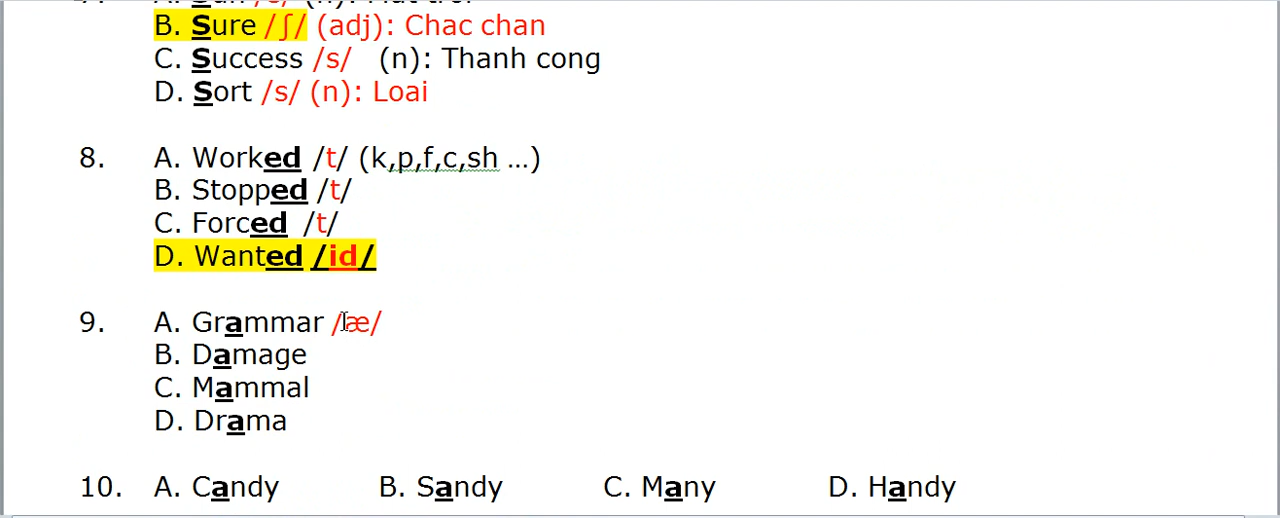 B. Sure /ʃ/ (adj): Chac chan
C. Success /s/ (n): Thanh cong
D. Sort /s/ (n): Loai
8. A. Worked /t/ (k,p,f,c,sh ...)
B. Stopped /t/
C. Forced /t/
D. Wanted /id/
9. A. Grammar /æ/
B. Damage
C. Mammal
D. Drama
10. A. Candy B. Sandy C. Many D. Handy